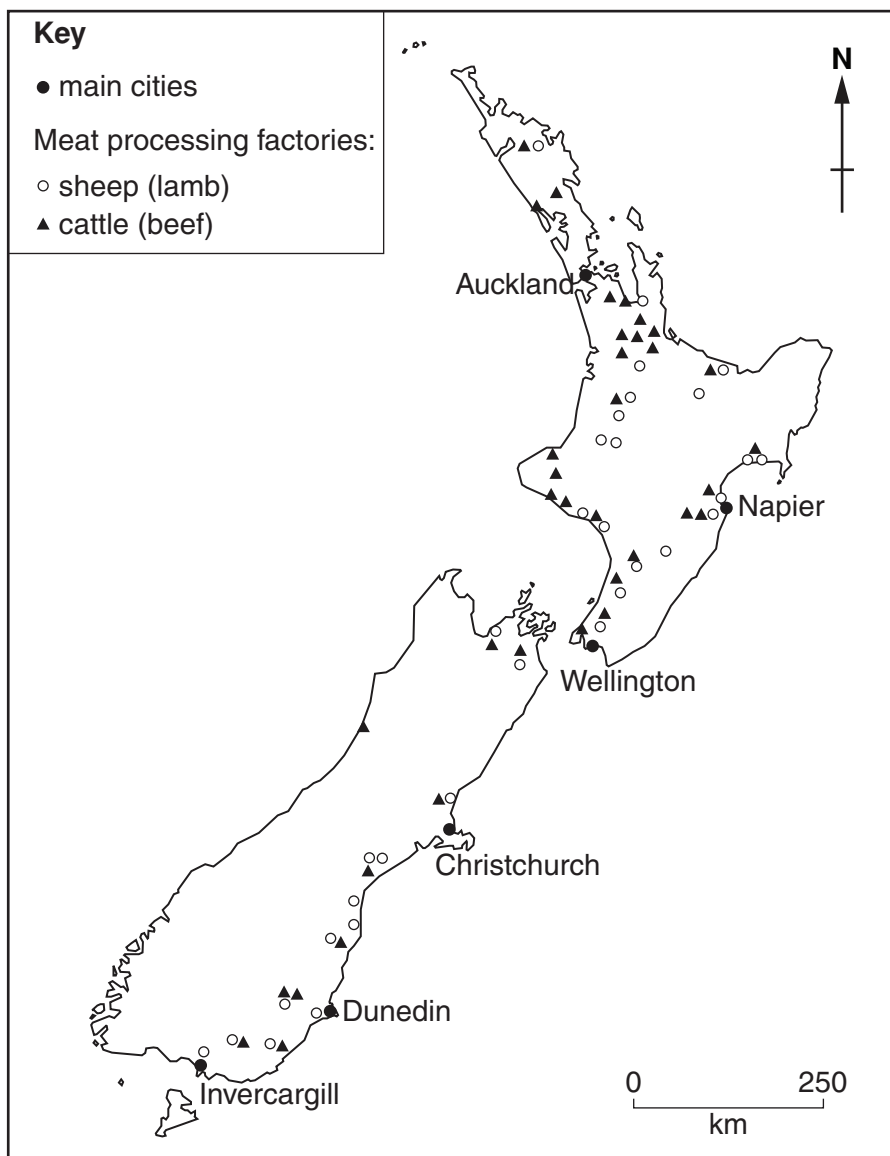 Key
main cities
Meat processing factories:
sheep (lamb)
cattle (beef)
N
Auckland
Napier
Wellington
Christchurch
Dunedin
Invercargill
0 250
km